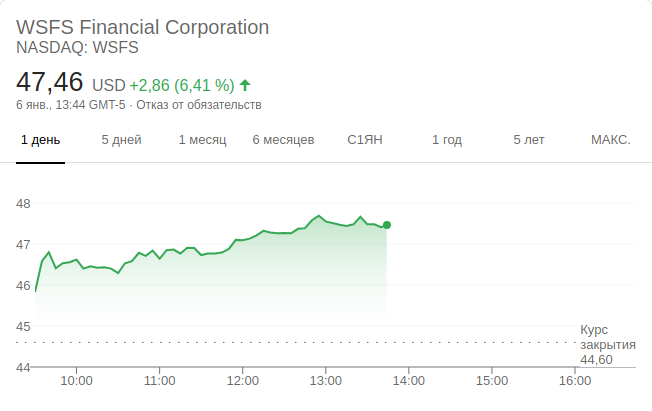 WSFS Financial Corporation
NASDAQ: WSFS
47,46 USD +2,86 (6,41 %)
6 янв., 13:44 GMT-5 · Отказ от обязательств
1 день 5 дней 1 месяц 6 месяцев С1ЯН 1 год 5 лет МАКС.
48
47
46
45
Курс
закрытия
44,60
44
10:00 11:00 12:00 13:00 14:00 15:00 16:00